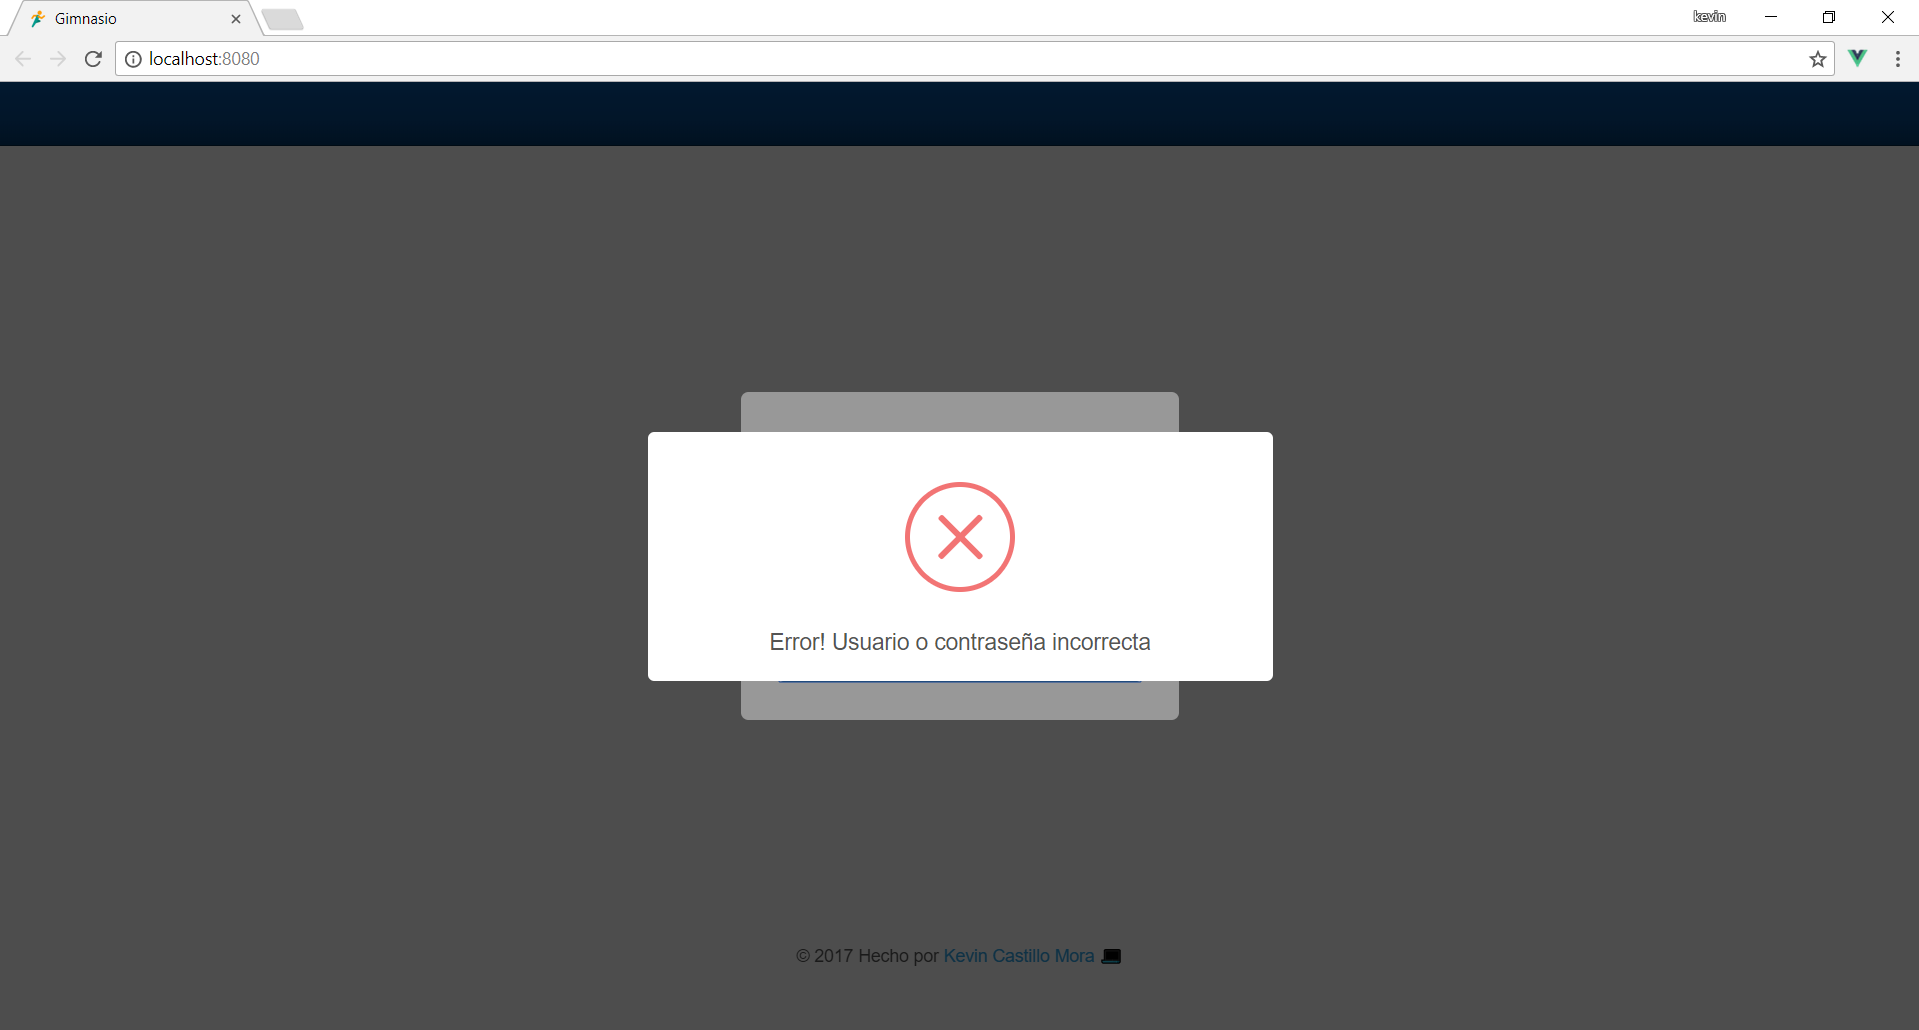 Gimnasio
kevin
localhost:8080
Error! Usuario o contraseña incorrecta
© 2017 Hecho por Kevin Castillo Mora